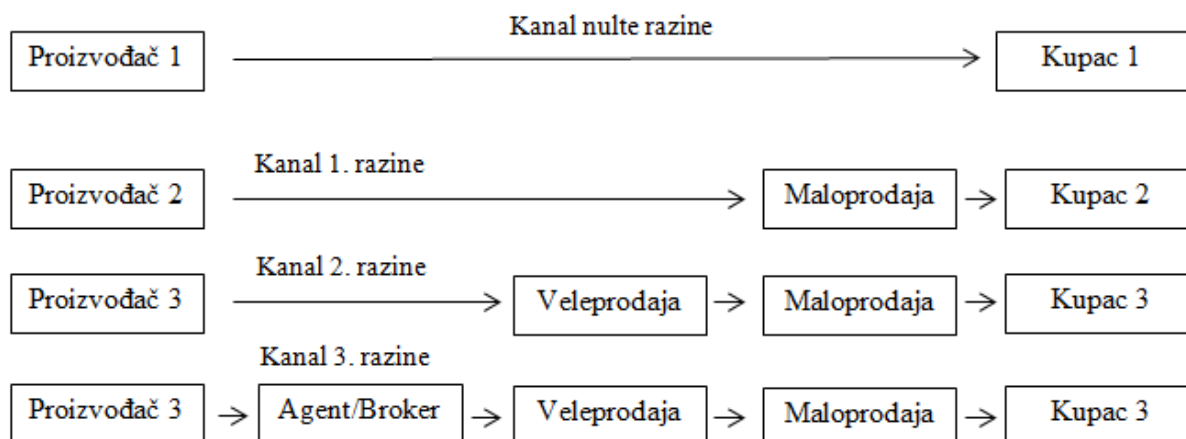 Kanal nulte razine
Proizvođač 1 Kupac 1
Kanal 1. razine
Proizvođač 2 Maloprodaja Kupac 2
Kanal 2. razine
Proizvođač 3 Veleprodaja Maloprodaja Kupac 3
Kanal 3. razine
Proizvođač 3 Agent/Broker Veleprodaja Maloprodaja Kupac 3